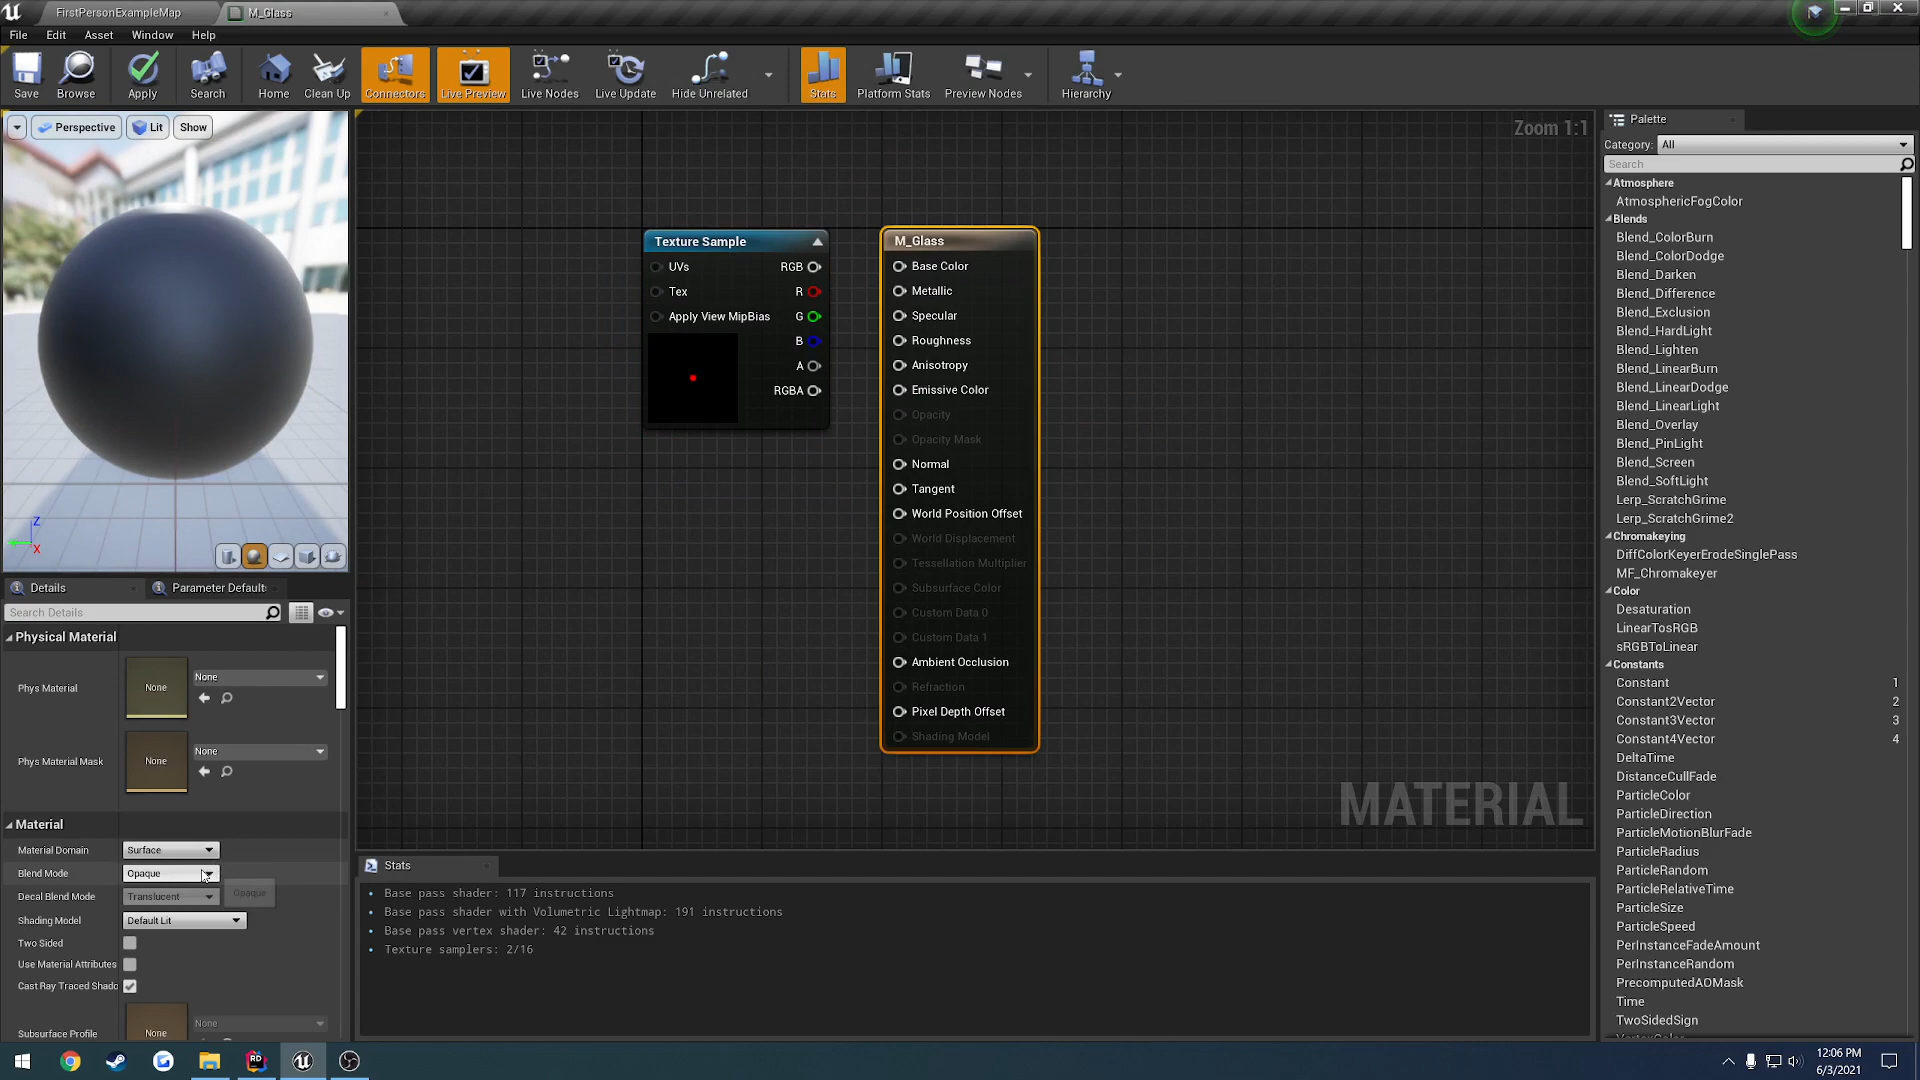 FirstPersonExampleMap
M_Glass
File Edit Asset Window Help
Save
Browse
Apply
Search
Home
Clean Up
Connectors
Live Preview
Live Nodes
Live Update
Hide Unrelated
Stats
Platform Stats
Preview Nodes
Hierarchy
Perspective
Lit
Show
Z
X
Zoom 1:1
Texture Sample
UVs
RGB
Tex
R
Apply View MipBias
G
B
A
RGBA
M_Glass
Base Color
Metallic
Specular
Roughness
Anisotropy
Emissive Color
Opacity
Opacity Mask
Normal
Tangent
World Position Offset
World Displacement
Tessellation Multiplier
Subsurface Color
Custom Data 0
Custom Data 1
Ambient Occlusion
Refraction
Pixel Depth Offset
Shading Model
MATERIAL
Details
Parameter Default
Search Details
Physical Material
Phys Material
None
None
Phys Material Mask
None
None
Material
Material Domain
Surface
Blend Mode
Opaque
Decal Blend Mode
Translucent
Opaque
Shading Model
Default Lit
Two Sided
Use Material Attributes
Cast Ray Traced Shado
Subsurface Profile
None
None
Stats
• Base pass shader: 117 instructions
• Base pass shader with Volumetric Lightmap: 191 instructions
• Base pass vertex shader: 42 instructions
• Texture samplers: 2/16
Palette
Category: All
Search
Atmosphere
AtmosphericFogColor
Blends
Blend_ColorBurn
Blend_ColorDodge
Blend_Darken
Blend_Difference
Blend_Exclusion
Blend_HardLight
Blend_Lighten
Blend_LinearBurn
Blend_LinearDodge
Blend_LinearLight
Blend_Overlay
Blend_PinLight
Blend_Screen
Blend_SoftLight
Lerp_ScratchGrime
Lerp_ScratchGrime2
Chromakeying
DiffColorKeyerErodeSinglePass
MF_Chromakeyer
Color
Desaturation
LinearTosRGB
sRGBToLinear
Constants
Constant 1
Constant2Vector 2
Constant3Vector 3
Constant4Vector 4
DeltaTime
DistanceCullFade
ParticleColor
ParticleDirection
ParticleMotionBlurFade
ParticleRadius
ParticleRandom
ParticleRelativeTime
ParticleSize
ParticleSpeed
PerInstanceFadeAmount
PerInstanceRandom
PrecomputedAOMask
Time
TwoSidedSign
RD
12:06 PM
6/3/2021